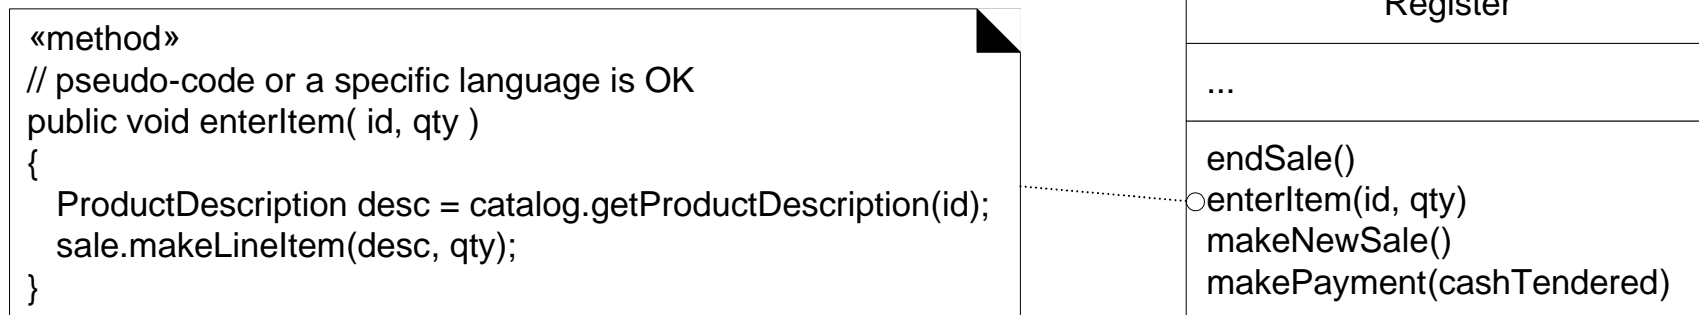 «method»
// pseudo-code or a specific language is OK
public void enterItem( id, qty )
{
ProductDescription desc = catalog.getProductDescription(id);
sale.makeLineItem(desc, qty);
}
Register
...
endSale()
enterItem(id, qty)
makeNewSale()
makePayment(cashTendered)